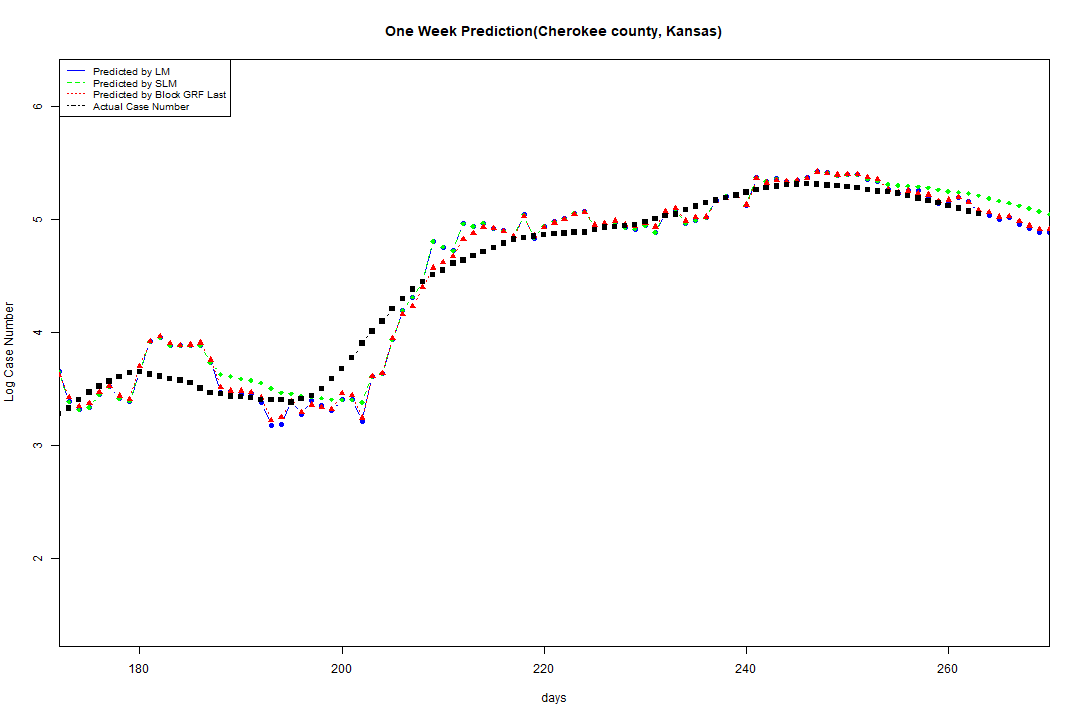 One Week Prediction(Cherokee county, Kansas)
Predicted by LM
Predicted by SLM
Predicted by Block GRF Last
Actual Case Number
6
5
4
3
2
Log Case Number
180 200 220 240 260
days